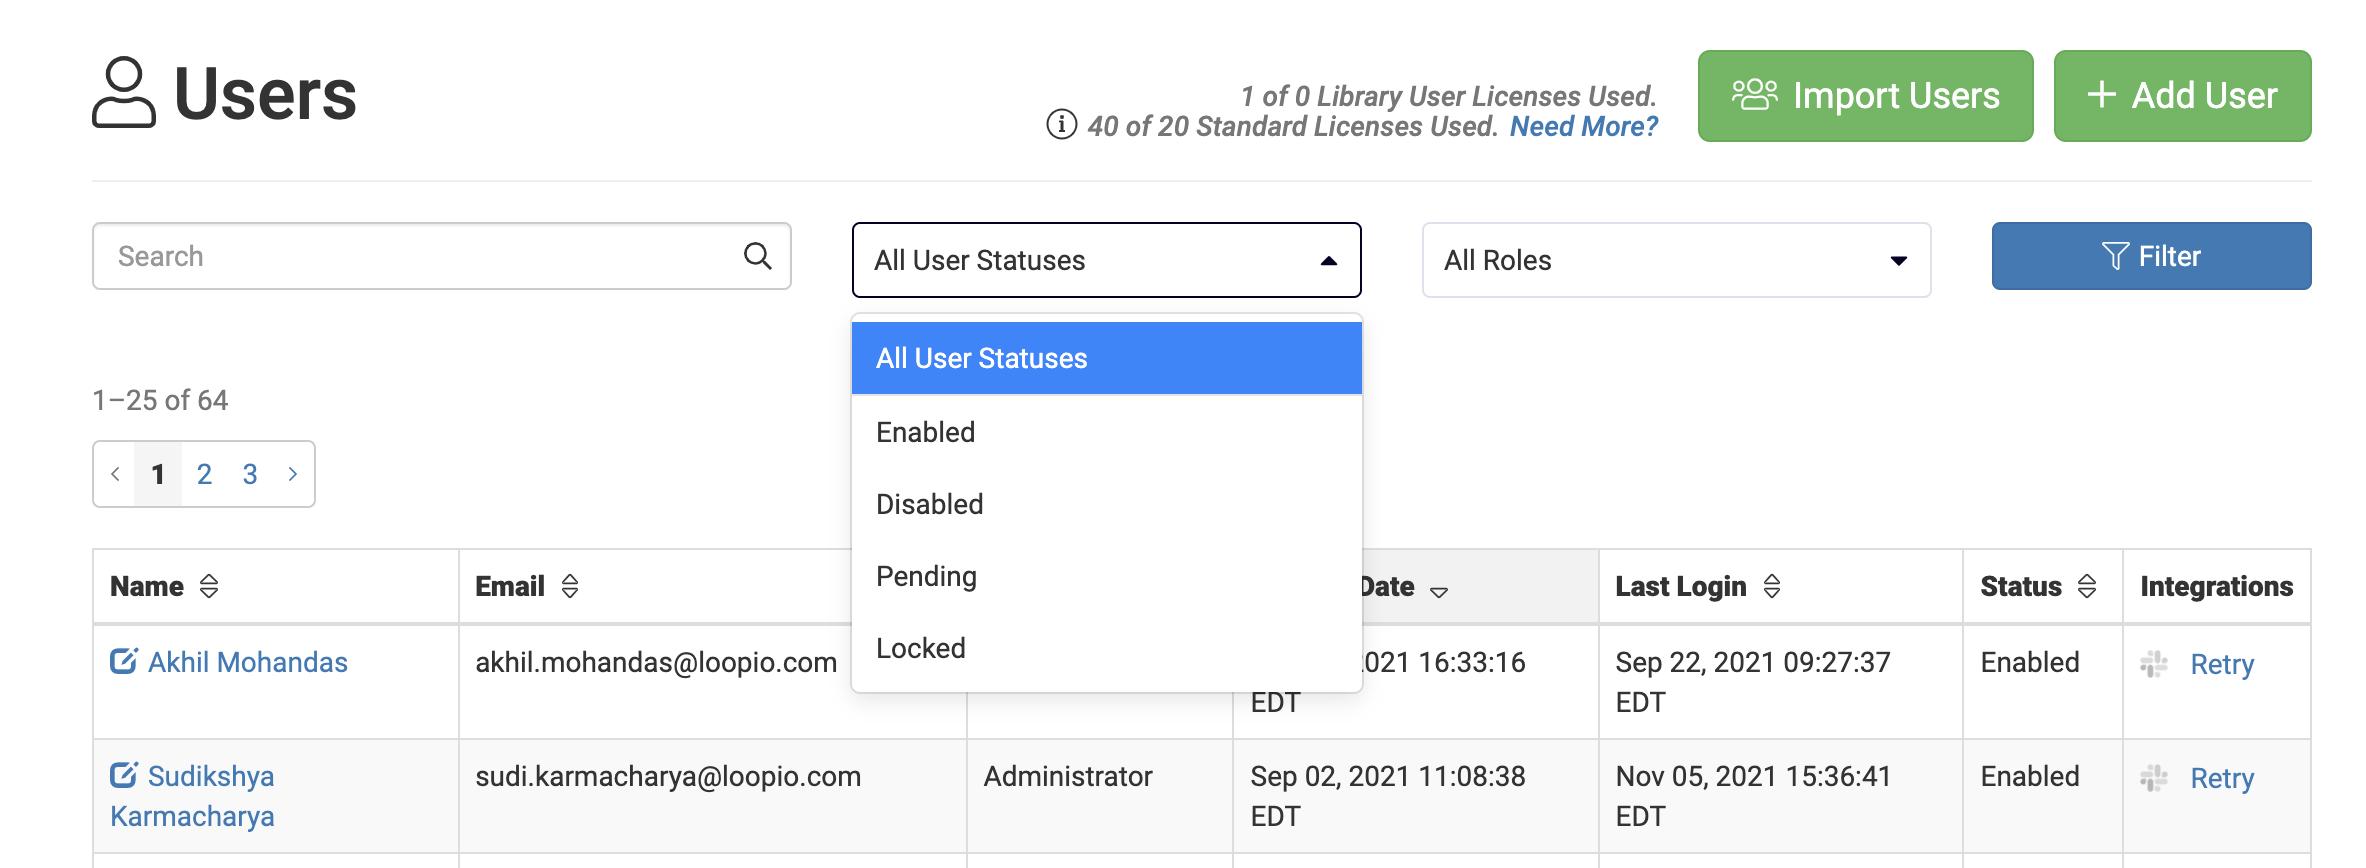 Users
1 of 0 Library User Licenses Used.
40 of 20 Standard Licenses Used. Need More?
Import Users
+ Add User
Search
All User Statuses
All Roles
Filter
All User Statuses
Enabled
Disabled
Pending
Locked
1–25 of 64
1 2 3
Name Email Date Last Login Status Integrations
Akhil Mohandas akhil.mohandas@loopio.com 2021 16:33:16 Sep 22, 2021 09:27:37 Enabled Retry
EDT EDT
Sudikshya sudi.karmacharya@loopio.com Administrator Sep 02, 2021 11:08:38 Nov 05, 2021 15:36:41 Enabled Retry
Karmacharya EDT EDT